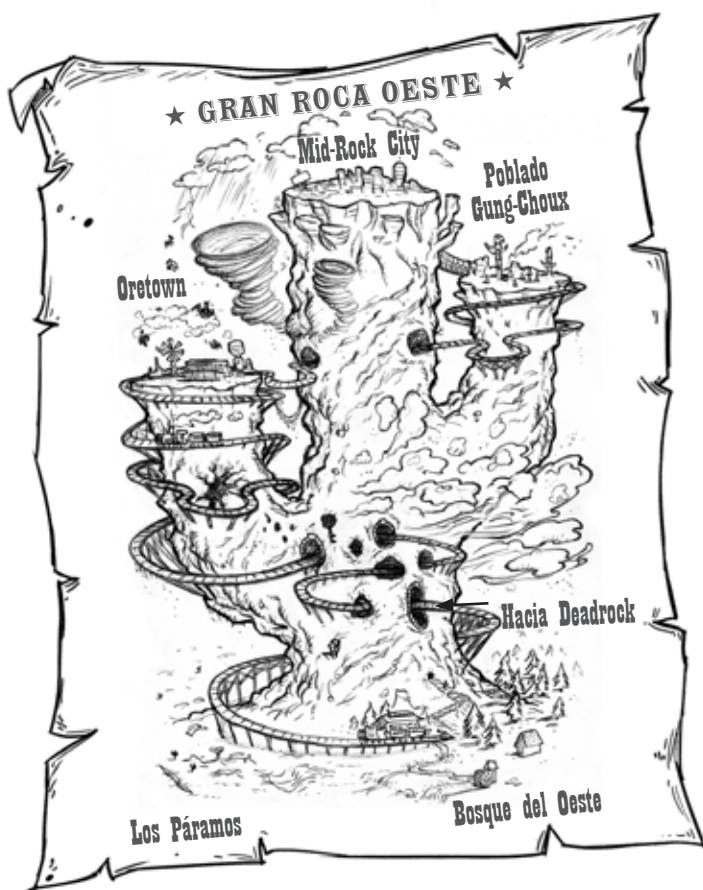 ★ GRAN ROCA OESTE ★
Mid-Rock City
Poblado
Gung-Choux
Oretown
Hacia Deadrock
Bosque del Oeste
Los Páramos